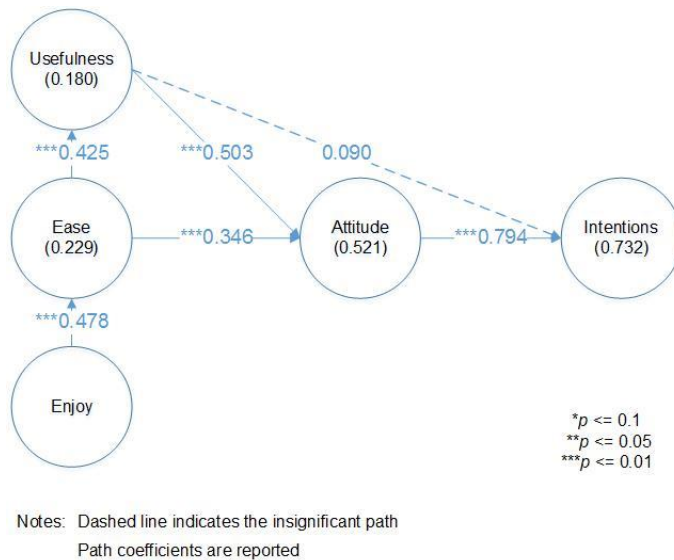 Usefulness
(0.180)
***0.425
***0.503
0.090
Ease
(0.229)
***0.346
Attitude
(0.521)
***0.794
Intentions
(0.732)
***0.478
Enjoy
*p <= 0.1
**p <= 0.05
***p <= 0.01
Notes: Dashed line indicates the insignificant path
Path coefficients are reported